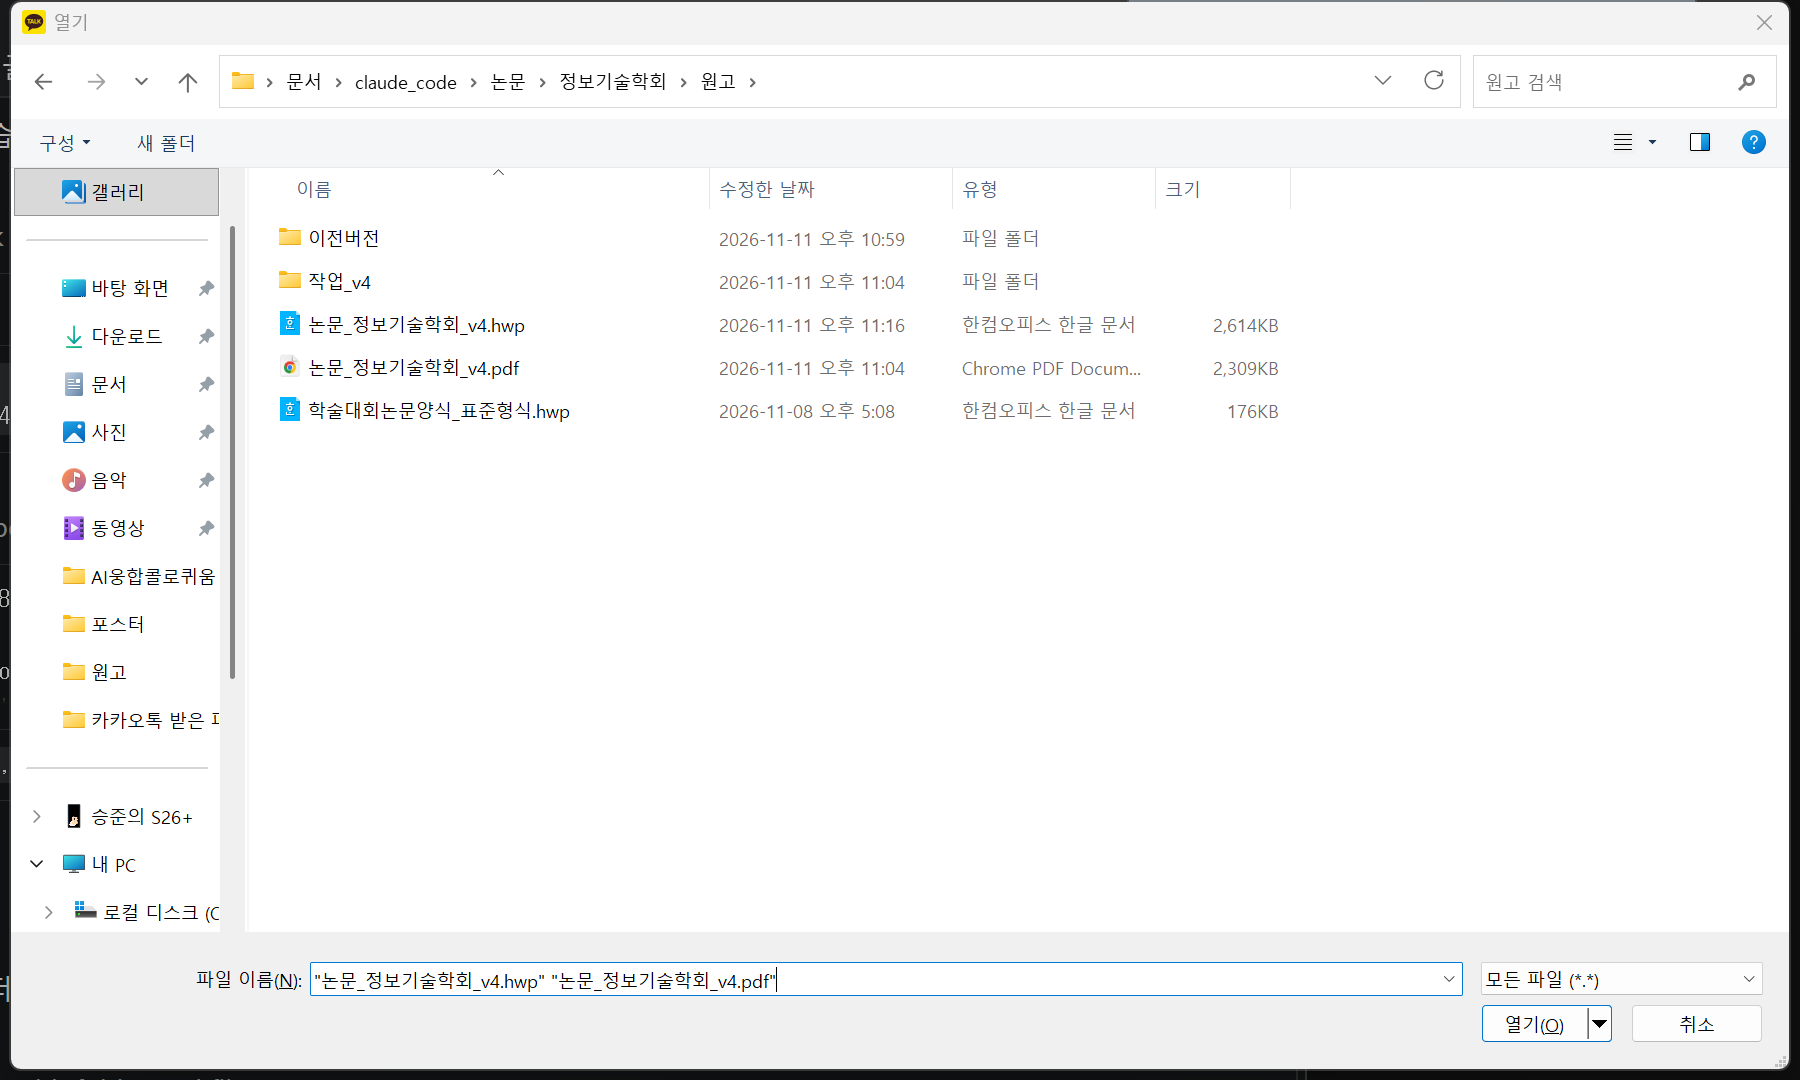 TALK 열기
문서 › claude_code › 논문 › 정보기술학회 › 원고 ›
원고 검색
구성 새 폴더
갤러리
바탕 화면
다운로드
문서
사진
음악
동영상
AI융합콜로퀴움
포스터
원고
카카오톡 받은
승준의 S26+
내 PC
로컬 디스크 (C
이름 수정한 날짜 유형 크기
이전버전 2026-11-11 오후 10:59 파일 폴더
작업_v4 2026-11-11 오후 11:04 파일 폴더
논문_정보기술학회_v4.hwp 2026-11-11 오후 11:16 한컴오피스 한글 문서 2,614KB
논문_정보기술학회_v4.pdf 2026-11-11 오후 11:04 Chrome PDF Docum... 2,309KB
학술대회논문양식_표준형식.hwp 2026-11-08 오후 5:08 한컴오피스 한글 문서 176KB
파일 이름(N): "논문_정보기술학회_v4.hwp" "논문_정보기술학회_v4.pdf" 모든 파일 (*.*)
열기(O) 취소